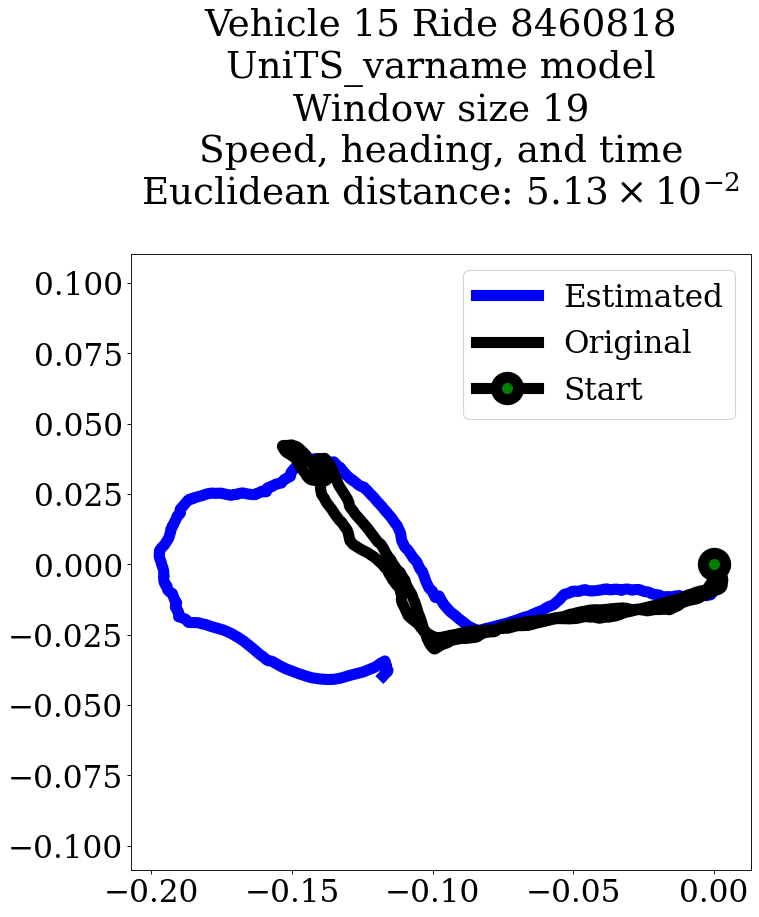 Vehicle 15 Ride 8460818
UniTS_varname model
Window size 19
Speed, heading, and time
Euclidean distance: 5.13 × 10⁻²
Estimated
Original
Start
0.100
0.075
0.050
0.025
0.000
−0.025
−0.050
−0.075
−0.100
−0.20 −0.15 −0.10 −0.05 0.00